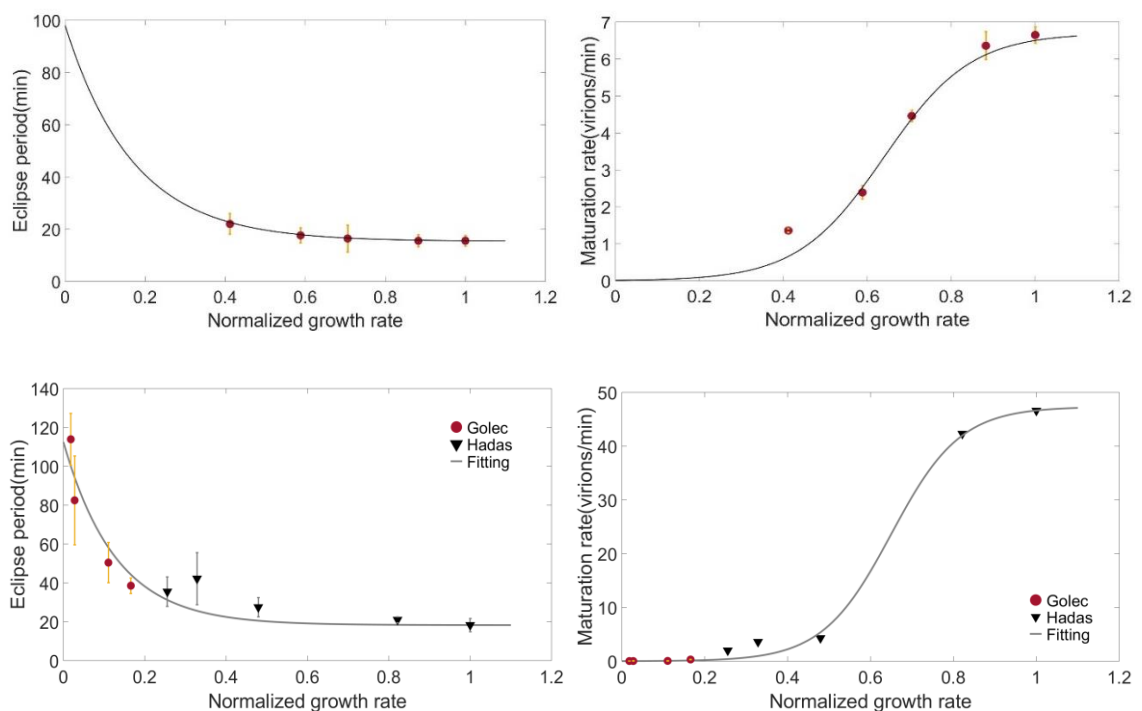 100
80
60
40
20
0
Eclipse period(min)
0 0.2 0.4 0.6 0.8 1 1.2
Normalized growth rate
7
6
5
4
3
2
1
0
Maturation rate(virions/min)
0 0.2 0.4 0.6 0.8 1 1.2
Normalized growth rate
140
120
100
80
60
40
20
0
Eclipse period(min)
Golec
Hadas
Fitting
0 0.2 0.4 0.6 0.8 1 1.2
Normalized growth rate
50
40
30
20
10
0
Maturation rate(virions/min)
Golec
Hadas
Fitting
0 0.2 0.4 0.6 0.8 1 1.2
Normalized growth rate